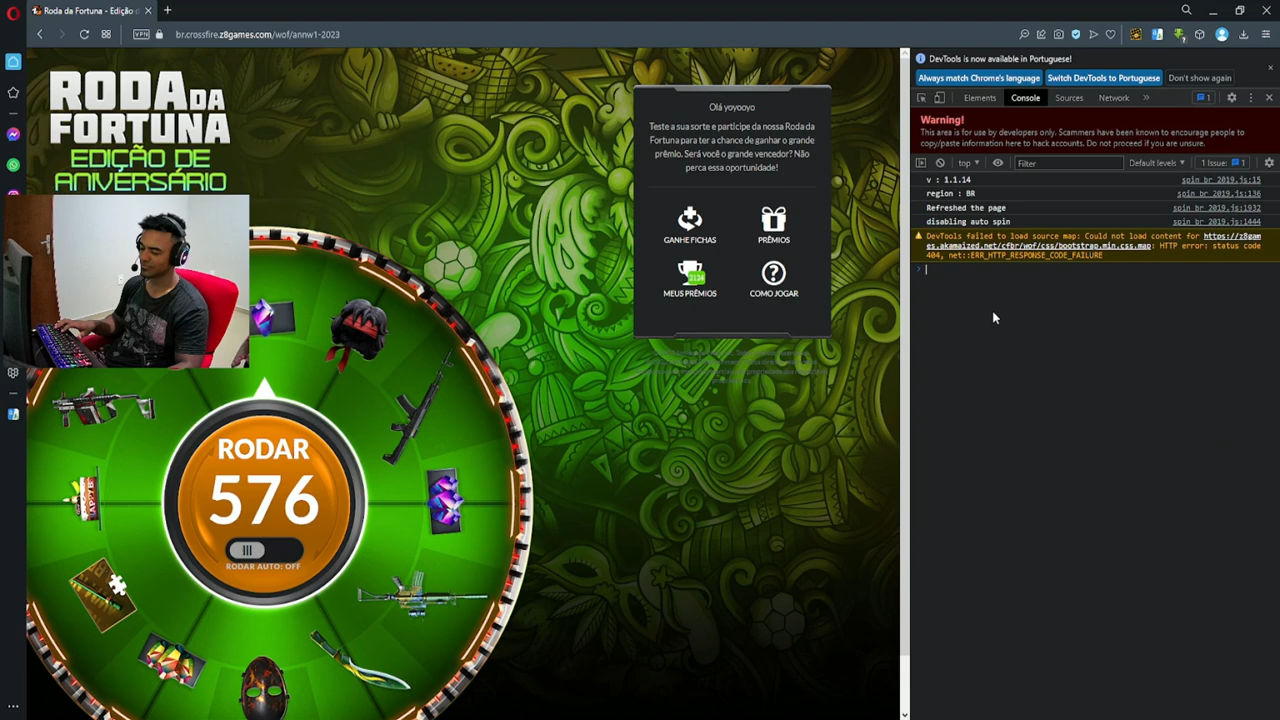 Roda da Fortuna - Edição d
br.crossfire.z8games.com/wof/annw1-2023
VPN
RODA DA
FORTUNA
EDIÇÃO DE
ANIVERSÁRIO
Olá yoyooyo
Teste a sua sorte e participe da nossa Roda da
Fortuna para ter a chance de ganhar o grande
prêmio. Será você o grande vencedor? Não
perca essa oportunidade!
GANHE FICHAS
PRÊMIOS
2124
MEUS PRÊMIOS
COMO JOGAR
RODAR
576
RODAR AUTO: OFF
DevTools is now available in Portuguese!
Always match Chrome's language
Switch DevTools to Portuguese
Don't show again
Elements
Console
Sources
Network
1
Warning!
This area is for use by developers only. Scammers have been known to encourage people to
copy/paste information here to hack accounts. Do not proceed if you are unsure.
top
Filter
Default levels
1 Issue: 1
v : 1.1.14 spin_br_2019.js:15
region : BR spin_br_2019.js:136
Refreshed the page spin_br_2019.js:1932
disabling auto spin spin_br_2019.js:1444
DevTools failed to load source map: Could not load content for https://z8gam
es.akamaized.net/cfbr/wof/css/bootstrap.min.css.map: HTTP error: status code
404, net::ERR_HTTP_RESPONSE_CODE_FAILURE